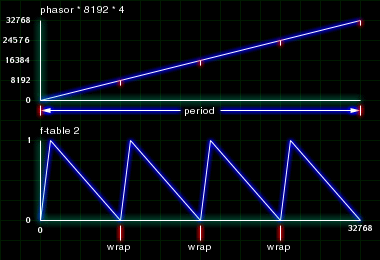 phasor * 8192 * 4
32768
24576
16384
8192
0
period
f-table 2
1
0
0
32768
wrap
wrap
wrap